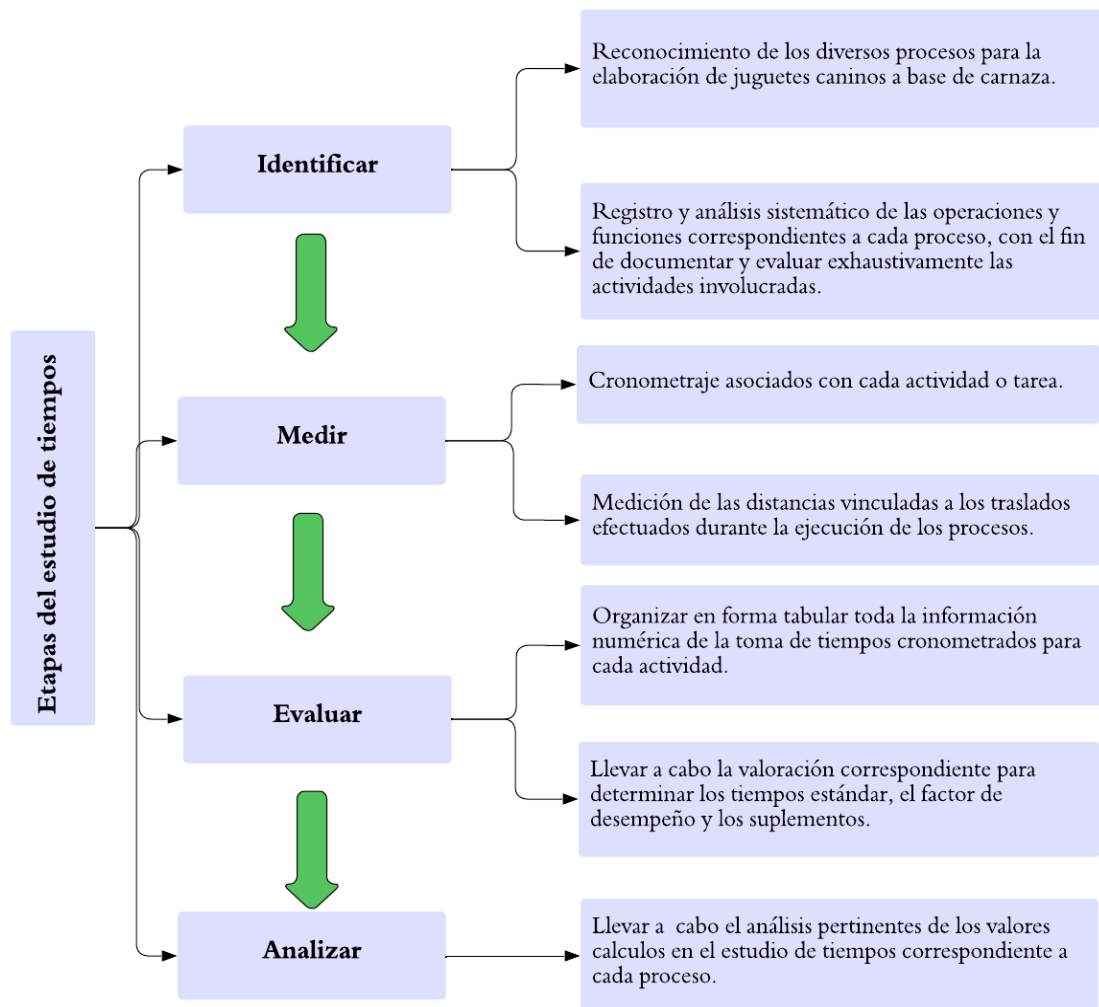 Etapas del estudio de tiempos
Identificar
Reconocimiento de los diversos procesos para la
elaboración de juguetes caninos a base de carnaza.
Registro y análisis sistemático de las operaciones y
funciones correspondientes a cada proceso, con el fin
de documentar y evaluar exhaustivamente las
actividades involucradas.
Medir
Cronometraje asociados con cada actividad o tarea.
Medición de las distancias vinculadas a los traslados
efectuados durante la ejecución de los procesos.
Evaluar
Organizar en forma tabular toda la información
numérica de la toma de tiempos cronometrados para
cada actividad.
Llevar a cabo la valoración correspondiente para
determinar los tiempos estándar, el factor de
desempeño y los suplementos.
Analizar
Llevar a cabo el análisis pertinentes de los valores
calculos en el estudio de tiempos correspondiente a
cada proceso.